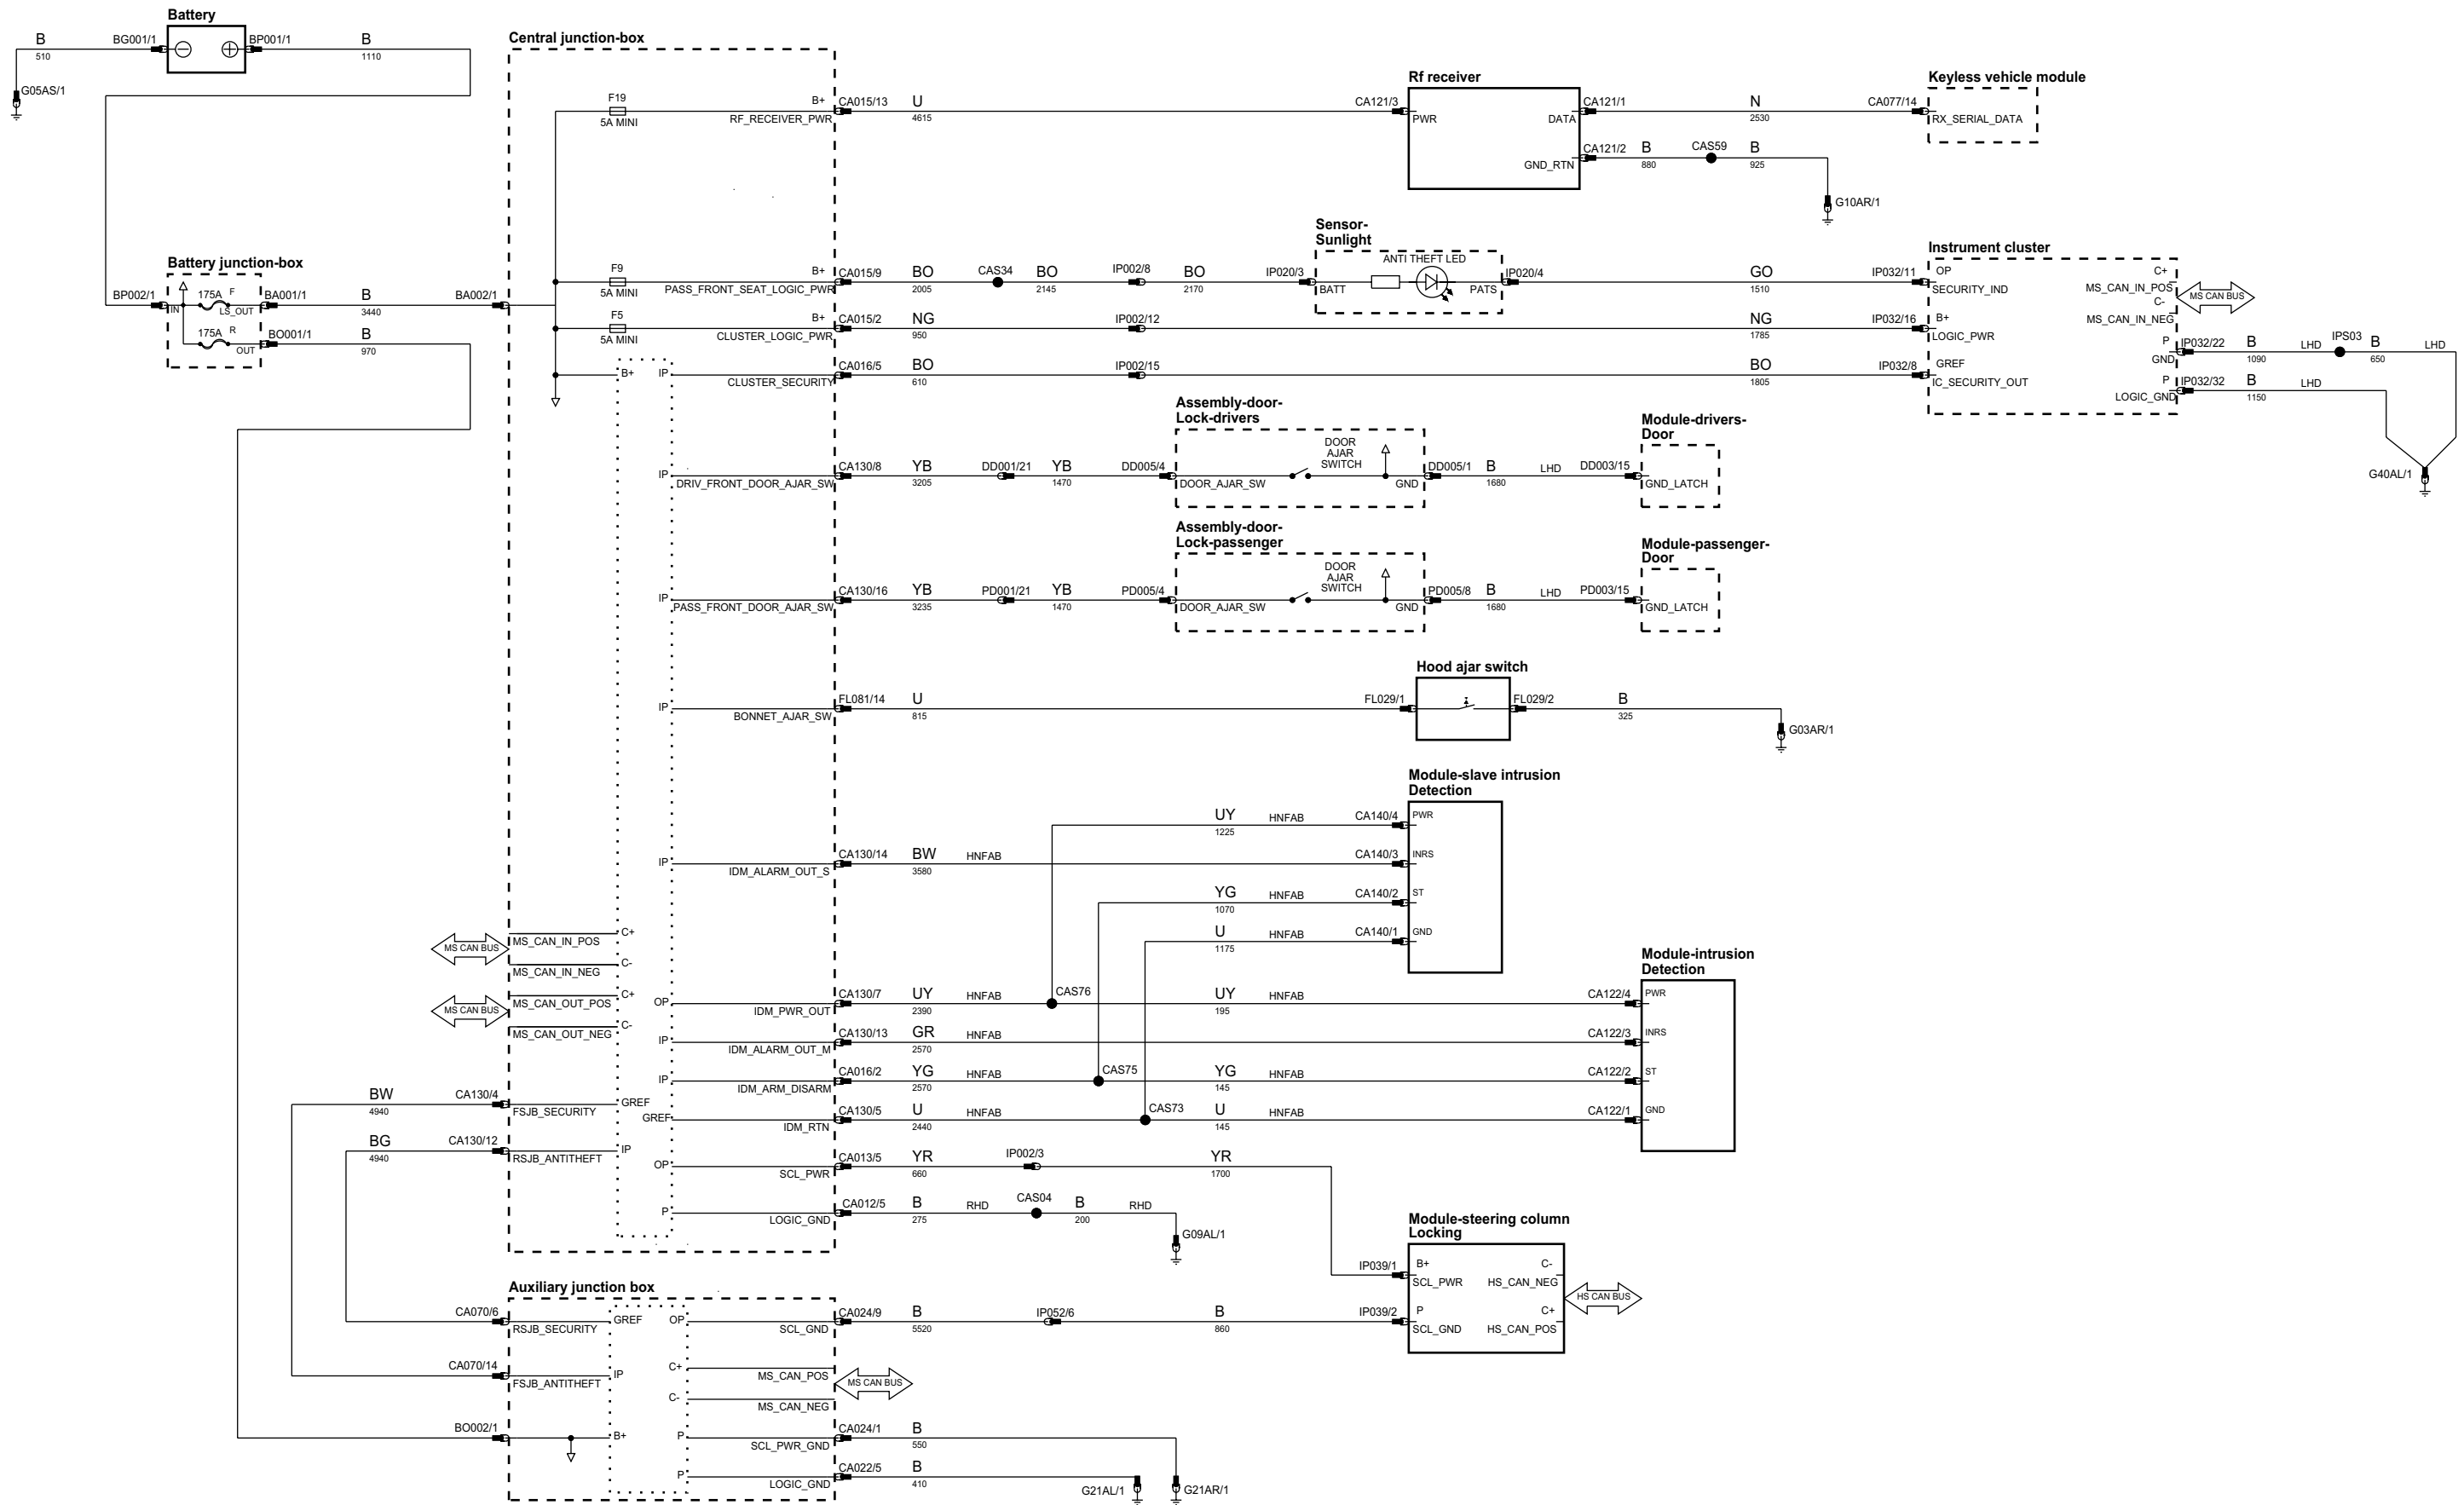 Battery
B
510
BG001/1
BP001/1
B
1110
G05AS/1
Central junction-box
F19
5A MINI
B+
RF_RECEIVER_PWR
CA015/13
U
4615
Rf receiver
CA121/3
PWR
DATA
CA121/1
N
2530
CA077/14
Keyless vehicle module
RX_SERIAL_DATA
GND_RTN
CA121/2
B
880
CAS59
B
925
G10AR/1
Battery junction-box
BP002/1
IN
175A
F
LS_OUT
BA001/1
B
3440
BA002/1
175A
R
OUT
BO001/1
B
970
F9
5A MINI
B+
PASS_FRONT_SEAT_LOGIC_PWR
CA015/9
BO
2005
CAS34
BO
2145
IP002/8
BO
2170
IP020/3
Sensor-
Sunlight
ANTI THEFT LED
BATT
PATS
IP020/4
GO
1510
IP032/11
Instrument cluster
OP
SECURITY_IND
C+
MS_CAN_IN_POS
C-
MS_CAN_IN_NEG
MS CAN BUS
F5
5A MINI
B+
CLUSTER_LOGIC_PWR
CA015/2
NG
950
IP002/12
NG
1785
IP032/16
B+
LOGIC_PWR
P
GND
IP032/22
B
1090
LHD
IPS03
B
650
LHD
B+
IP
CLUSTER_SECURITY
CA016/5
BO
610
IP002/15
BO
1805
IP032/8
GREF
IC_SECURITY_OUT
P
LOGIC_GND
IP032/32
B
1150
LHD
G40AL/1
Assembly-door-
Lock-drivers
IP
DRIV_FRONT_DOOR_AJAR_SW
CA130/8
YB
3205
DD001/21
YB
1470
DD005/4
DOOR_AJAR_SW
DOOR
AJAR
SWITCH
GND
DD005/1
B
1680
LHD
DD003/15
Module-drivers-
Door
GND_LATCH
Assembly-door-
Lock-passenger
IP
PASS_FRONT_DOOR_AJAR_SW
CA130/16
YB
3235
PD001/21
YB
1470
PD005/4
DOOR_AJAR_SW
DOOR
AJAR
SWITCH
GND
PD005/8
B
1680
LHD
PD003/15
Module-passenger-
Door
GND_LATCH
Hood ajar switch
IP
BONNET_AJAR_SW
FL081/14
U
815
FL029/1
FL029/2
B
325
G03AR/1
Module-slave intrusion
Detection
UY
1225
HNFAB
CA140/4
PWR
IP
IDM_ALARM_OUT_S
CA130/14
BW
3580
HNFAB
CA140/3
INRS
YG
1070
HNFAB
CA140/2
ST
U
1175
HNFAB
CA140/1
GND
MS CAN BUS
MS_CAN_IN_POS
C+
MS_CAN_IN_NEG
C-
MS CAN BUS
MS_CAN_OUT_POS
C+
MS_CAN_OUT_NEG
C-
Module-intrusion
Detection
OP
IDM_PWR_OUT
CA130/7
UY
2390
HNFAB
CAS76
UY
195
HNFAB
CA122/4
PWR
IP
IDM_ALARM_OUT_M
CA130/13
GR
2570
HNFAB
CA122/3
INRS
IP
IDM_ARM_DISARM
CA016/2
YG
2570
HNFAB
CAS75
YG
145
HNFAB
CA122/2
ST
BW
4940
CA130/4
FSJB_SECURITY
GREF
GREF
IDM_RTN
CA130/5
U
2440
HNFAB
CAS73
U
145
HNFAB
CA122/1
GND
BG
4940
CA130/12
RSJB_ANTITHEFT
IP
OP
SCL_PWR
CA013/5
YR
660
IP002/3
YR
1700
P
LOGIC_GND
CA012/5
B
275
RHD
CAS04
B
200
RHD
G09AL/1
Module-steering column
Locking
IP039/1
B+
SCL_PWR
C-
HS_CAN_NEG
HS CAN BUS
Auxiliary junction box
CA070/6
RSJB_SECURITY
GREF
OP
SCL_GND
CA024/9
B
5520
IP052/6
B
860
IP039/2
P
SCL_GND
C+
HS_CAN_POS
CA070/14
FSJB_ANTITHEFT
IP
C+
MS_CAN_POS
C-
MS_CAN_NEG
MS CAN BUS
BO002/1
B+
P
SCL_PWR_GND
CA024/1
B
550
P
LOGIC_GND
CA022/5
B
410
G21AL/1
G21AR/1